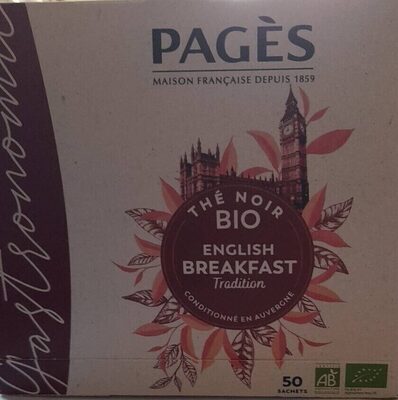 PAGÈS
MAISON FRANÇAISE DEPUIS 1859
Gastronomie
THÉ NOIR
BIO
ENGLISH
BREAKFAST
Tradition
CONDITIONNÉ EN AUVERGNE
50
SACHETS
AB